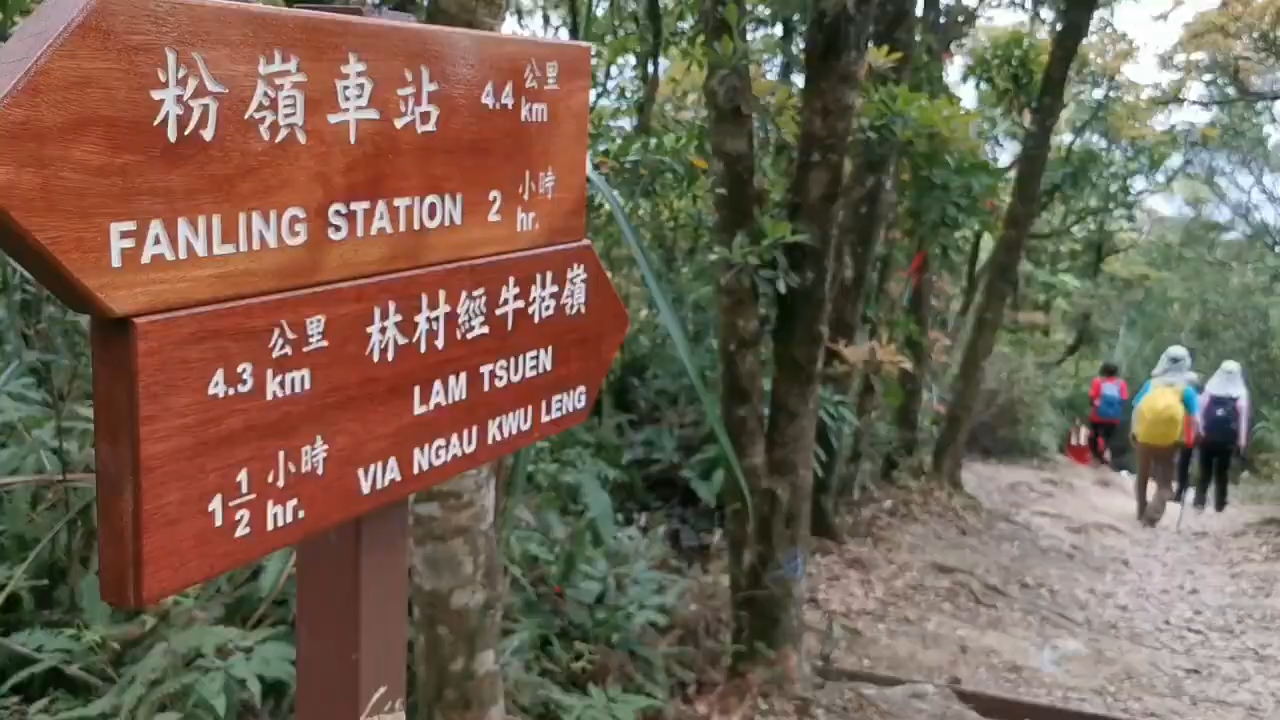 粉嶺車站 4.4 公里 km
FANLING STATION 2 小時 hr.
4.3 公里 km 林村經牛牯嶺
LAM TSUEN
1 1/2 小時 hr. VIA NGAU KWU LENG